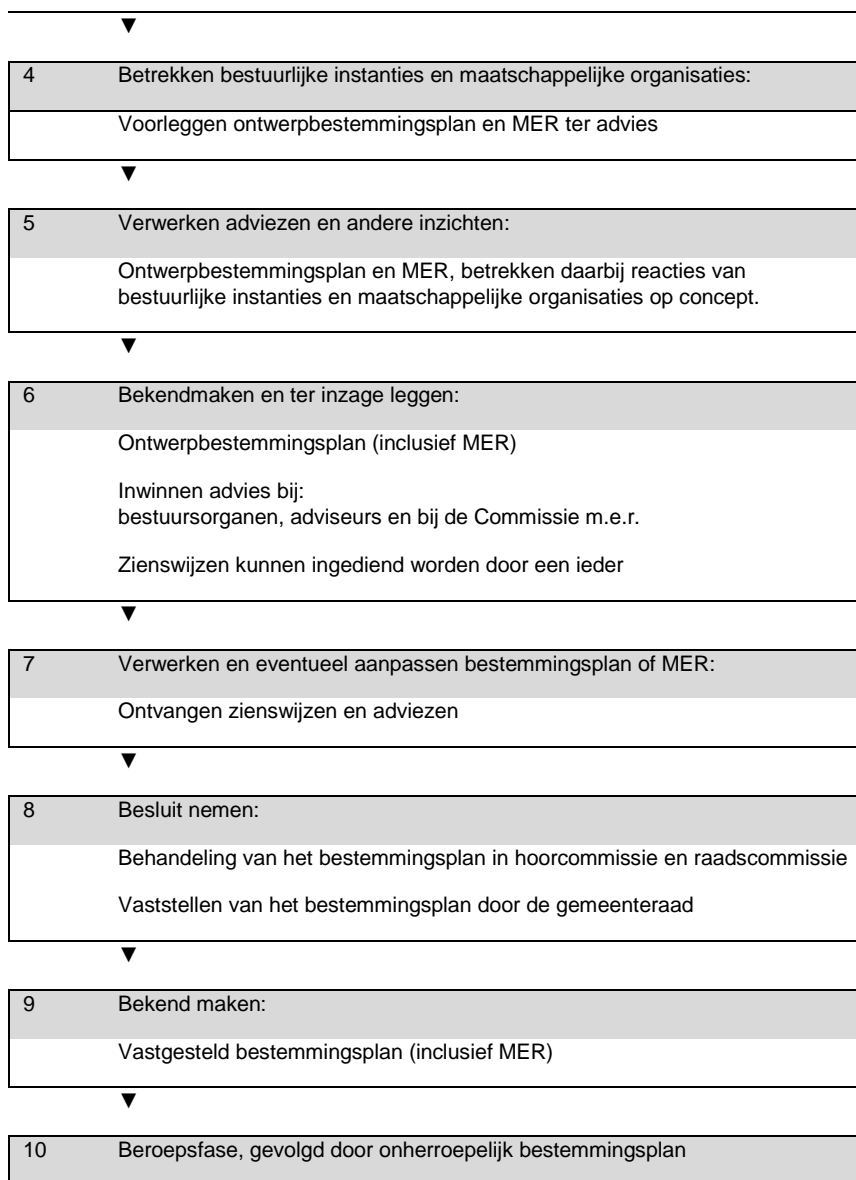 ▼
4 Betrekken bestuurlijke instanties en maatschappelijke organisaties:
Voorleggen ontwerpbestemmingsplan en MER ter advies
▼
5 Verwerken adviezen en andere inzichten:
Ontwerpbestemmingsplan en MER, betrekken daarbij reacties van
bestuurlijke instanties en maatschappelijke organisaties op concept.
▼
6 Bekendmaken en ter inzage leggen:
Ontwerpbestemmingsplan (inclusief MER)
Inwinnen advies bij:
bestuursorganen, adviseurs en bij de Commissie m.e.r.
Zienswijzen kunnen ingediend worden door een ieder
▼
7 Verwerken en eventueel aanpassen bestemmingsplan of MER:
Ontvangen zienswijzen en adviezen
▼
8 Besluit nemen:
Behandeling van het bestemmingsplan in hoorcommissie en raadscommissie
Vaststellen van het bestemmingsplan door de gemeenteraad
▼
9 Bekend maken:
Vastgesteld bestemmingsplan (inclusief MER)
▼
10 Beroepsfase, gevolgd door onherroepelijk bestemmingsplan